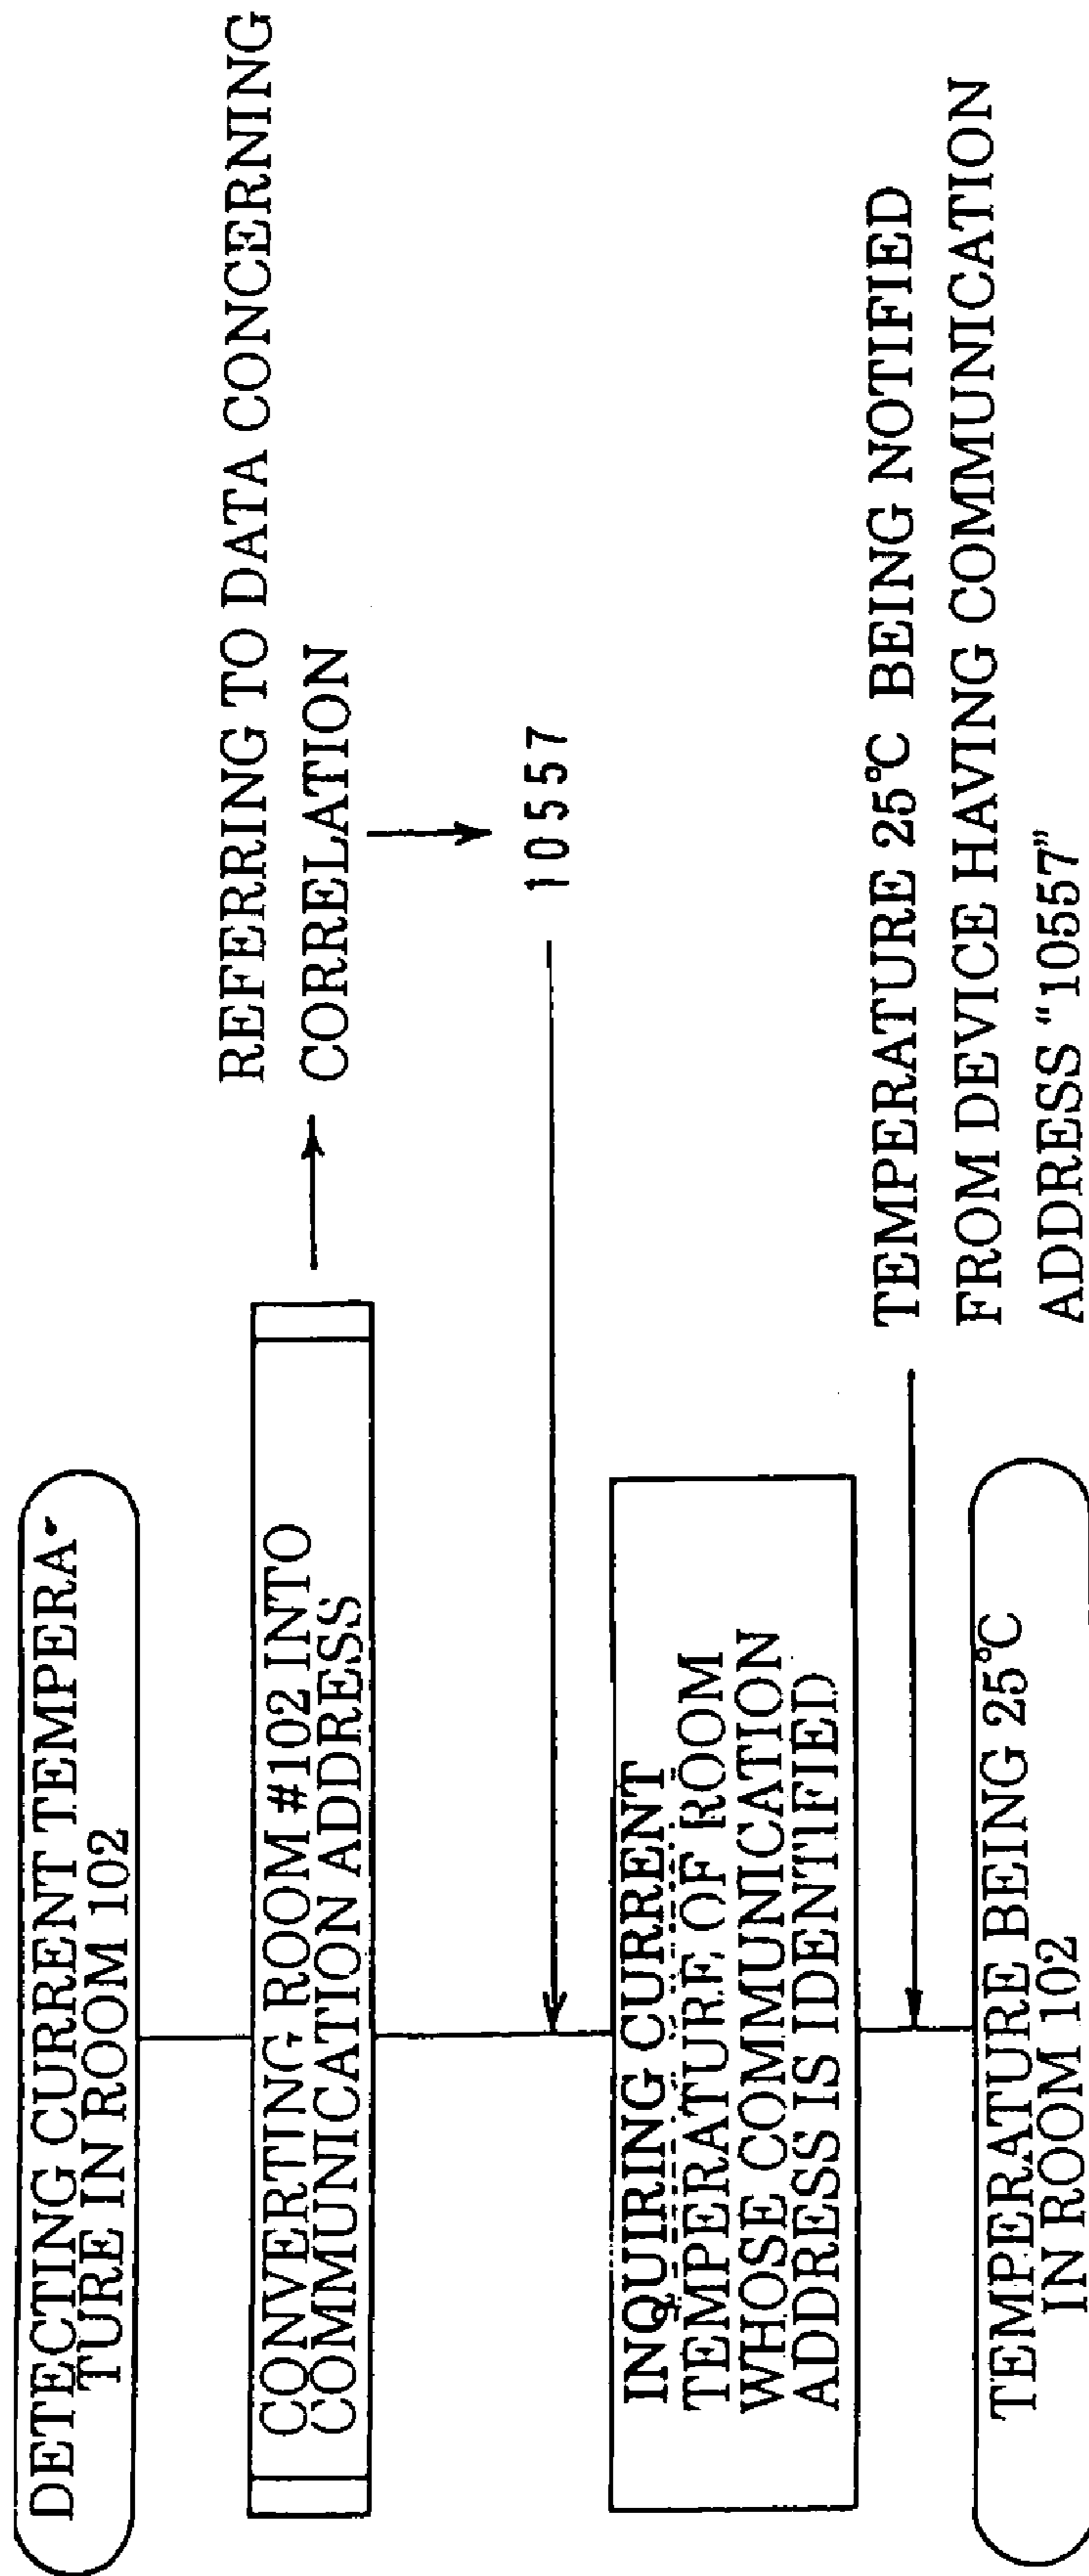 DETECTING CURRENT TEMPERA-
TURE IN ROOM 102
CONVERTING ROOM #102 INTO
COMMUNICATION ADDRESS
REFERRING TO DATA CONCERNING
CORRELATION
10557
INQUIRING CURRENT
TEMPERATURE OF ROOM
WHOSE COMMUNICATION
ADDRESS IS IDENTIFIED
TEMPERATURE 25℃ BEING NOTIFIED
FROM DEVICE HAVING COMMUNICATION
ADDRESS “10557”
TEMPERATURE BEING 25℃
IN ROOM 102